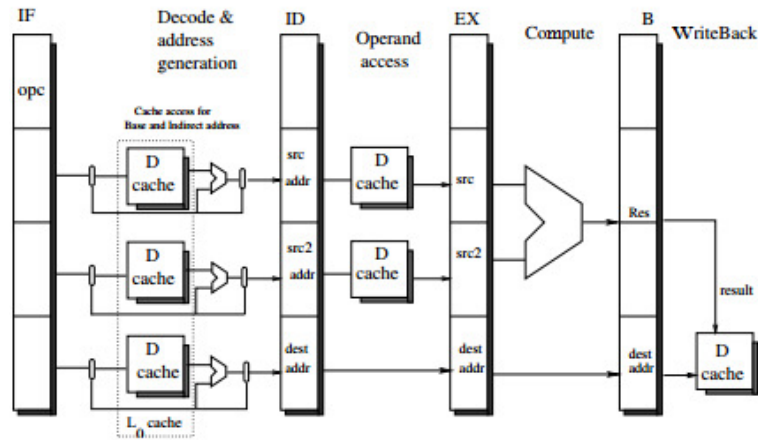 IF
Decode &
address
generation
ID
Operand
access
EX
Compute
B
WriteBack
opc
Cache access for
Base and Indirect address
D
cache
src
addr
D
cache
src
Res
D
cache
src2
addr
D
cache
src2
result
D
cache
dest
addr
dest
addr
dest
addr
D
cache
L0 cache